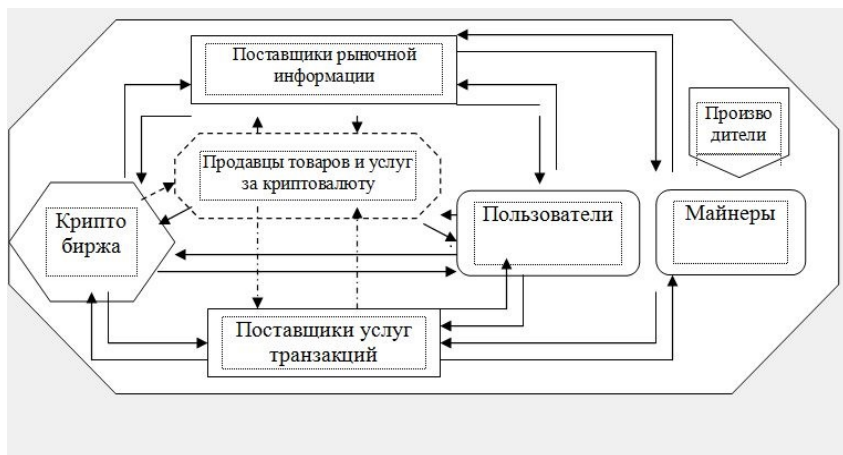 Поставщики рыночной
информации
Произво
дители
Продавцы товаров и услуг
за криптовалюту
Крипто
биржа
Пользователи
Майнеры
Поставщики услуг
транзакций